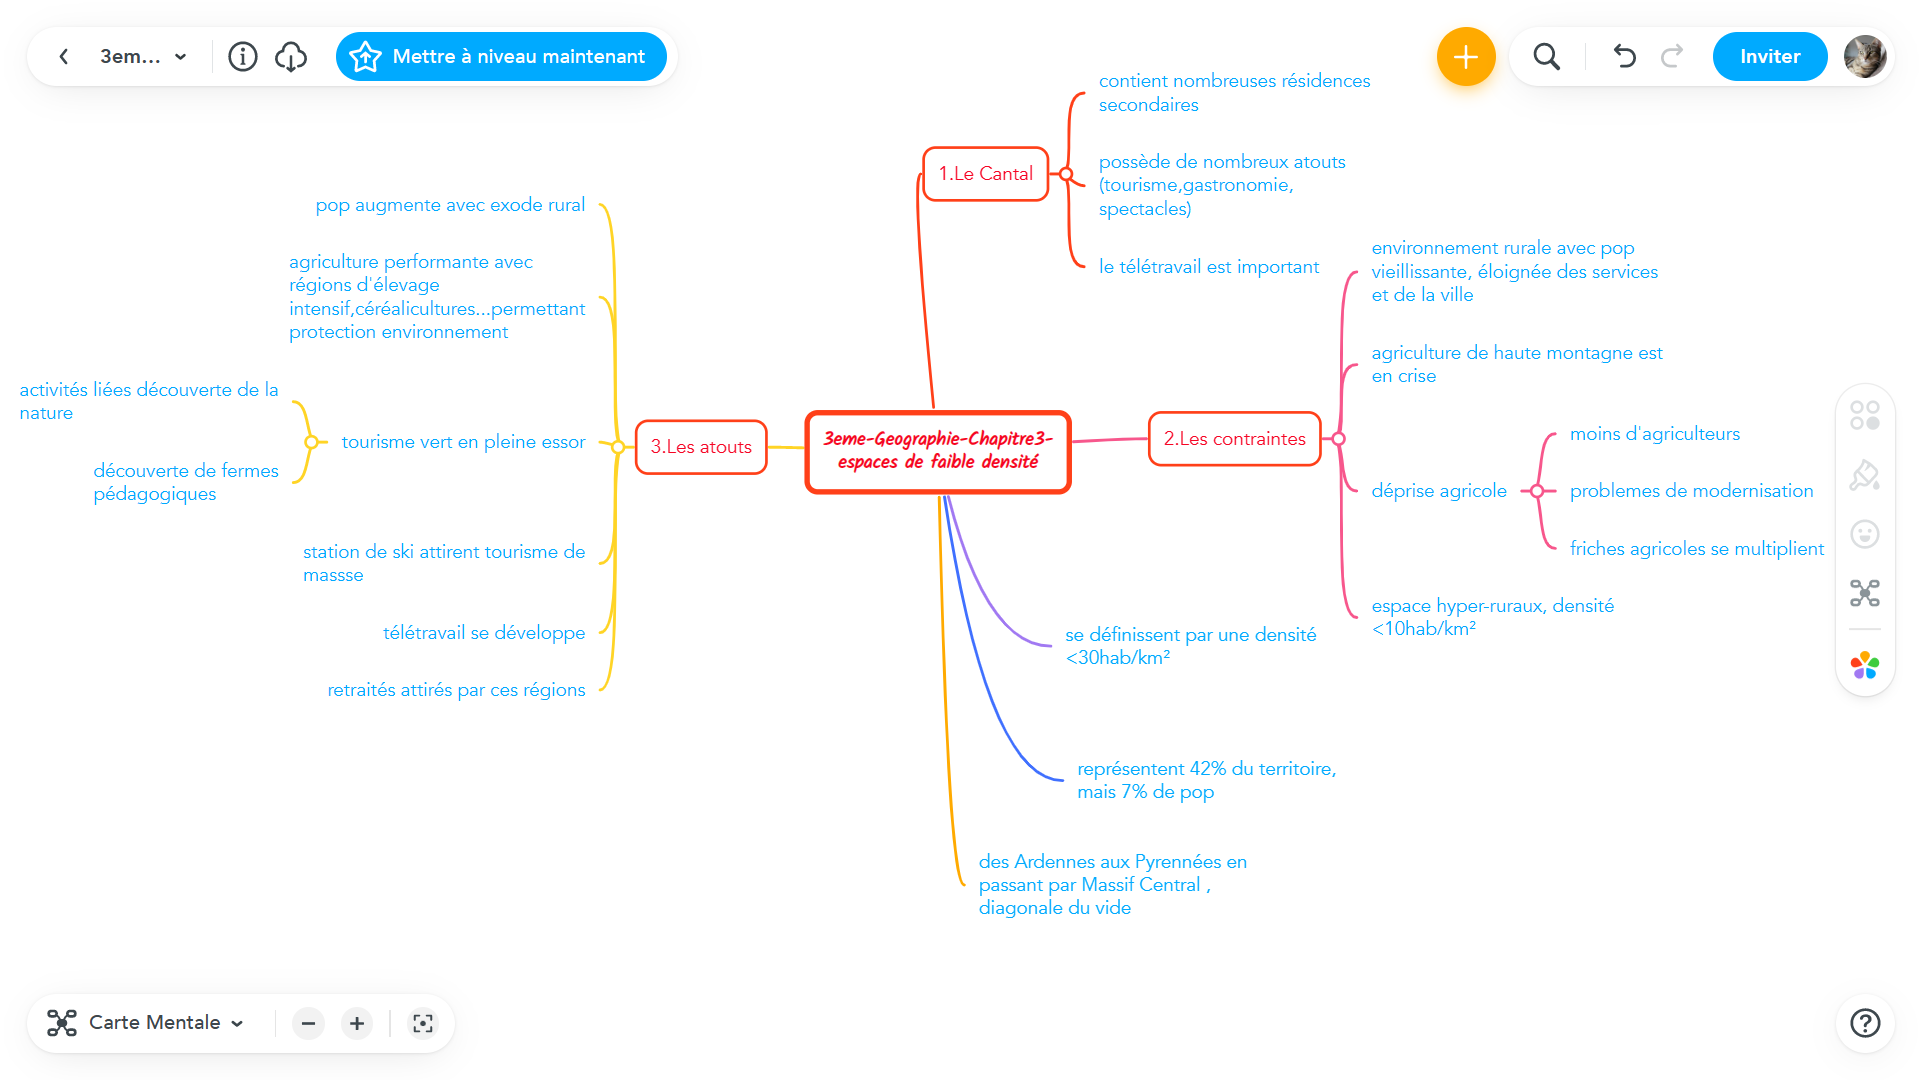 3em...
Mettre à niveau maintenant
Inviter
contient nombreuses résidences
secondaires
1.Le Cantal
possède de nombreux atouts
(tourisme,gastronomie,
spectacles)
le télétravail est important
pop augmente avec exode rural
agriculture performante avec
régions d'élevage
intensif,céréalicultures...permettant
protection environnement
activités liées découverte de la
nature
tourisme vert en pleine essor
découverte de fermes
pédagogiques
3.Les atouts
station de ski attirent tourisme de
massse
télétravail se développe
retraités attirés par ces régions
3eme-Geographie-Chapitre3-
espaces de faible densité
2.Les contraintes
environnement rurale avec pop
vieillissante, éloignée des services
et de la ville
agriculture de haute montagne est
en crise
déprise agricole
moins d'agriculteurs
problemes de modernisation
friches agricoles se multiplient
espace hyper-ruraux, densité
<10hab/km²
se définissent par une densité
<30hab/km²
représentent 42% du territoire,
mais 7% de pop
des Ardennes aux Pyrennées en
passant par Massif Central ,
diagonale du vide
Carte Mentale